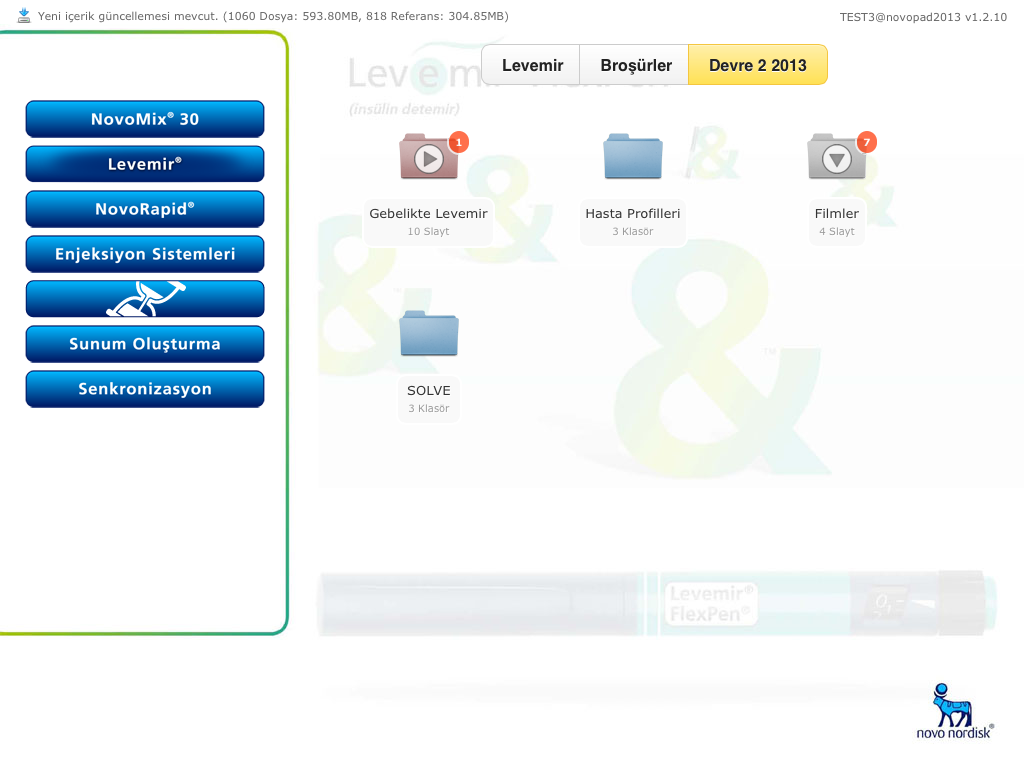 Yeni içerik güncellemesi mevcut. (1060 Dosya: 593.80MB, 818 Referans: 304.85MB)
TEST3@novopad2013 v1.2.10
Levemir
Broşürler
Devre 2 2013
(insülin detemir)
NovoMix® 30
Levemir®
NovoRapid®
Enjeksiyon Sistemleri
Sunum Oluşturma
Senkronizasyon
1
7
Gebelikte Levemir
10 Slayt
Hasta Profilleri
3 Klasör
Filmler
4 Slayt
&
&
&
TM
&
TM
SOLVE
3 Klasör
Levemir®
FlexPen®
novo nordisk®